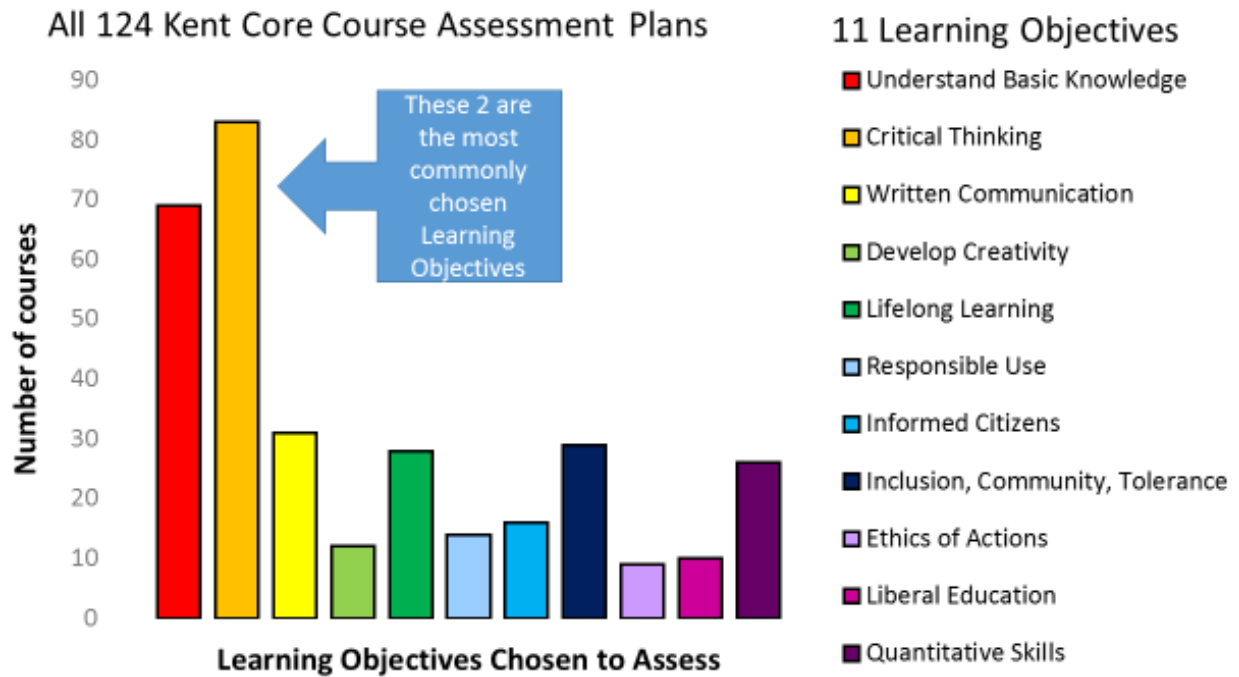 All 124 Kent Core Course Assessment Plans
11 Learning Objectives
90
80
70
60
50
40
30
20
10
0
Number of courses
These 2 are
the most
commonly
chosen
Learning
Objectives
Learning Objectives Chosen to Assess
Understand Basic Knowledge
Critical Thinking
Written Communication
Develop Creativity
Lifelong Learning
Responsible Use
Informed Citizens
Inclusion, Community, Tolerance
Ethics of Actions
Liberal Education
Quantitative Skills